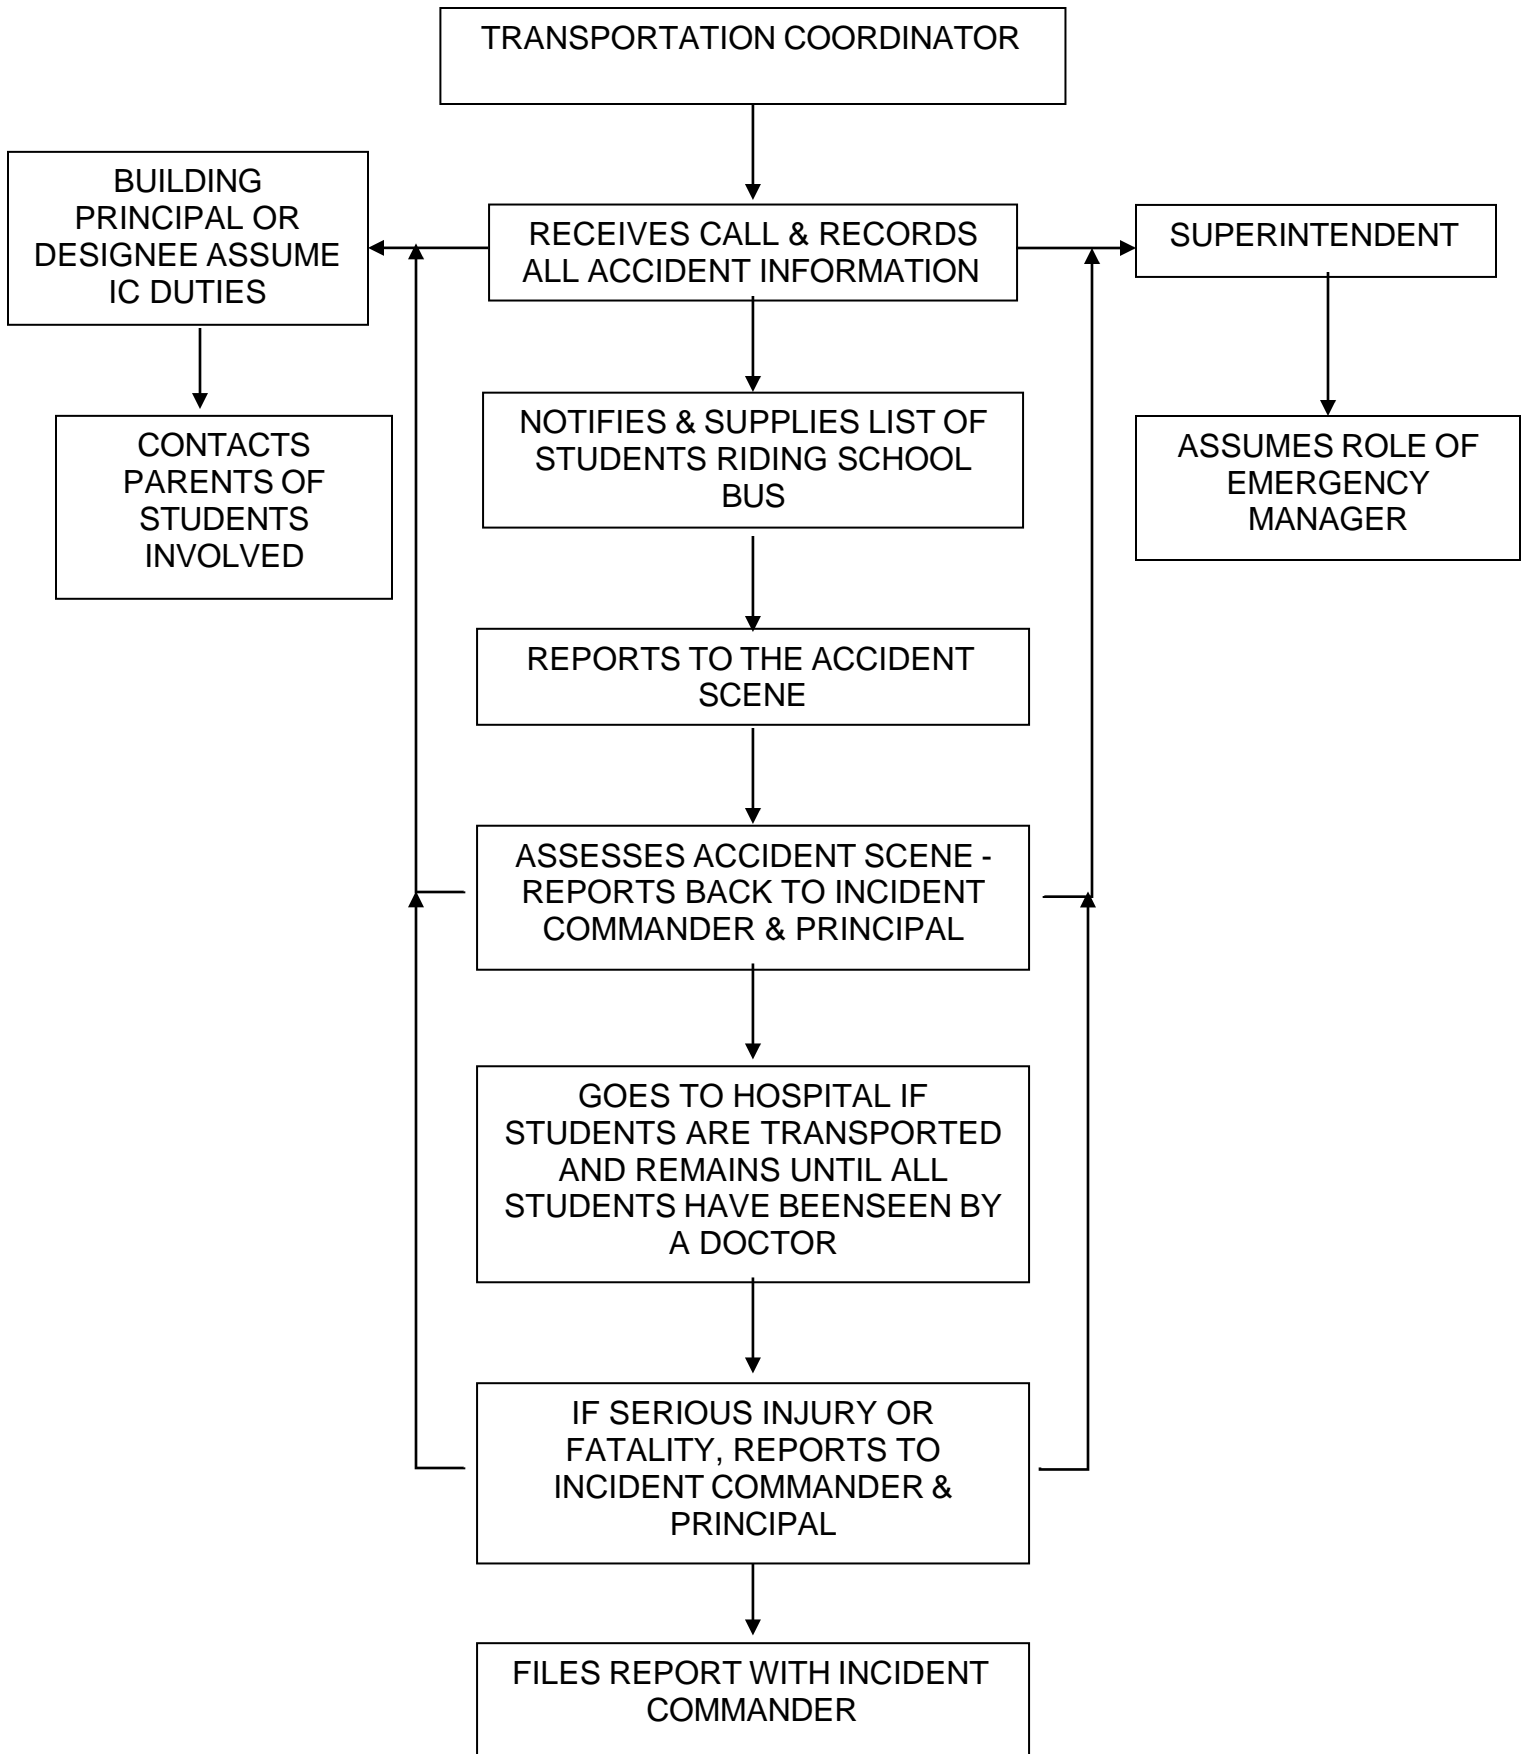 TRANSPORTATION COORDINATOR
BUILDING
PRINCIPAL OR
DESIGNEE ASSUME
IC DUTIES
RECEIVES CALL & RECORDS
ALL ACCIDENT INFORMATION
SUPERINTENDENT
CONTACTS
PARENTS OF
STUDENTS
INVOLVED
NOTIFIES & SUPPLIES LIST OF
STUDENTS RIDING SCHOOL
BUS
ASSUMES ROLE OF
EMERGENCY
MANAGER
REPORTS TO THE ACCIDENT
SCENE
ASSESSES ACCIDENT SCENE -
REPORTS BACK TO INCIDENT
COMMANDER & PRINCIPAL
GOES TO HOSPITAL IF
STUDENTS ARE TRANSPORTED
AND REMAINS UNTIL ALL
STUDENTS HAVE BEENSEEN BY
A DOCTOR
IF SERIOUS INJURY OR
FATALITY, REPORTS TO
INCIDENT COMMANDER &
PRINCIPAL
FILES REPORT WITH INCIDENT
COMMANDER